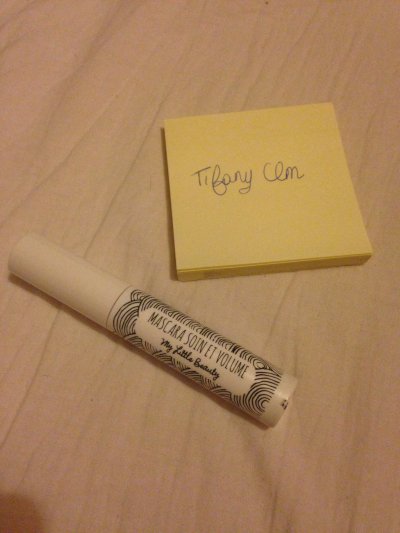 Tifany Clm
MASCARA SOIN ET VOLUME
My Little Beauty